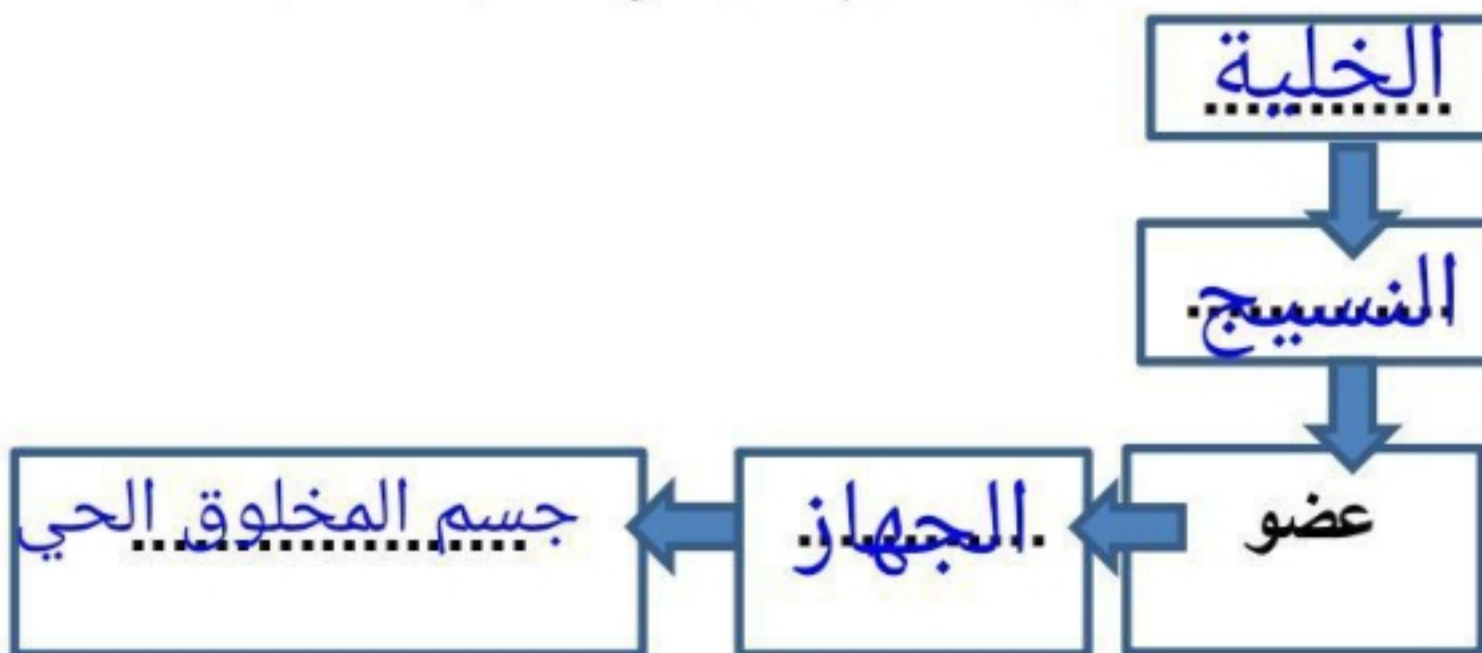 الخلية
النسيج
عضو
الجهاز
جسم المخلوق الحي